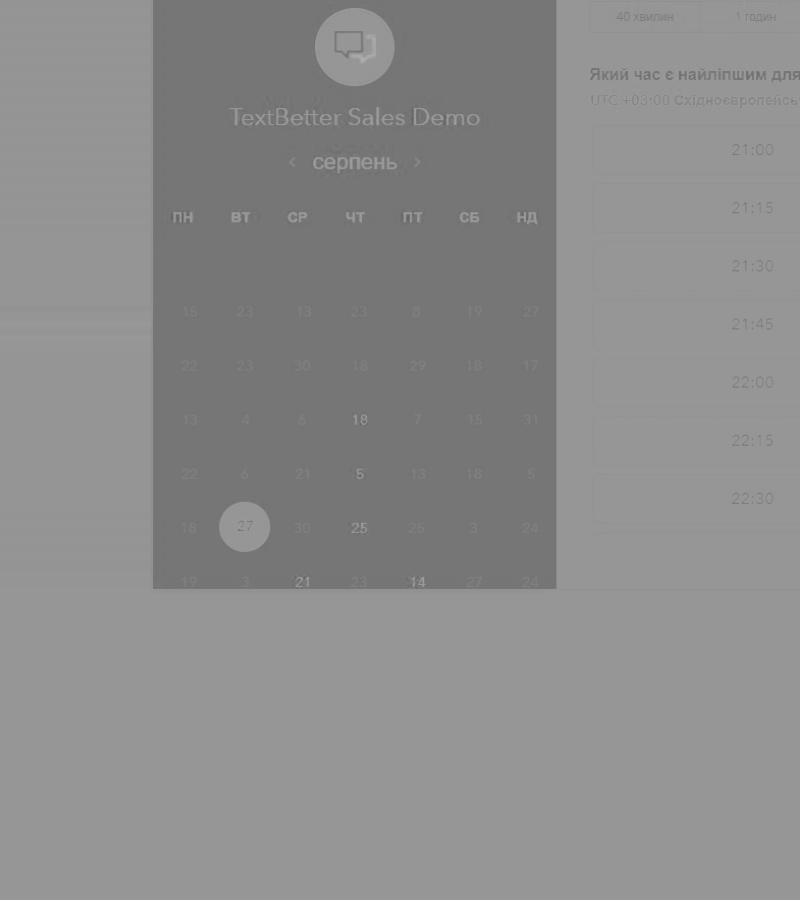 40 хвилин 1 годин
TextBetter Sales Demo
серпень
Який час є найліпшим для
UTC +03:00 Східноєвропейсь
ПН ВТ СР ЧТ ПТ СБ НД
15 23 13 23 8 19 27
22 23 30 18 29 18 17
13 4 6 18 7 15 31
22 6 21 5 13 18 5
18 27 30 25 25 3 24
19 3 21 23 14 27 24
21:00
21:15
21:30
21:45
22:00
22:15
22:30